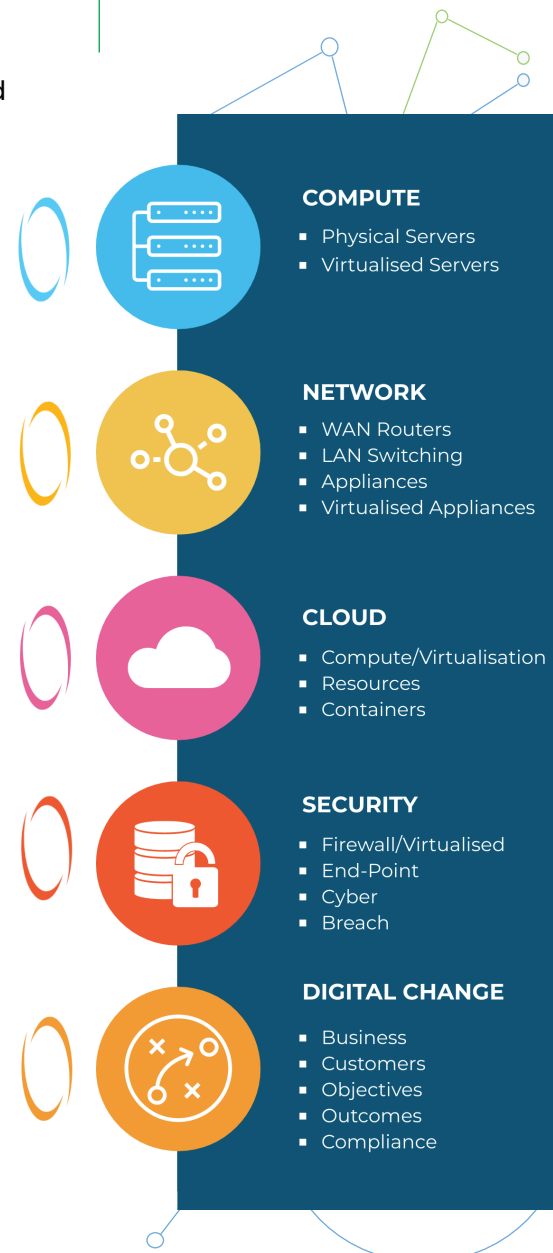 d
COMPUTE
▪ Physical Servers
▪ Virtualised Servers
NETWORK
▪ WAN Routers
▪ LAN Switching
▪ Appliances
▪ Virtualised Appliances
CLOUD
▪ Compute/Virtualisation
▪ Resources
▪ Containers
SECURITY
▪ Firewall/Virtualised
▪ End-Point
▪ Cyber
▪ Breach
DIGITAL CHANGE
▪ Business
▪ Customers
▪ Objectives
▪ Outcomes
▪ Compliance